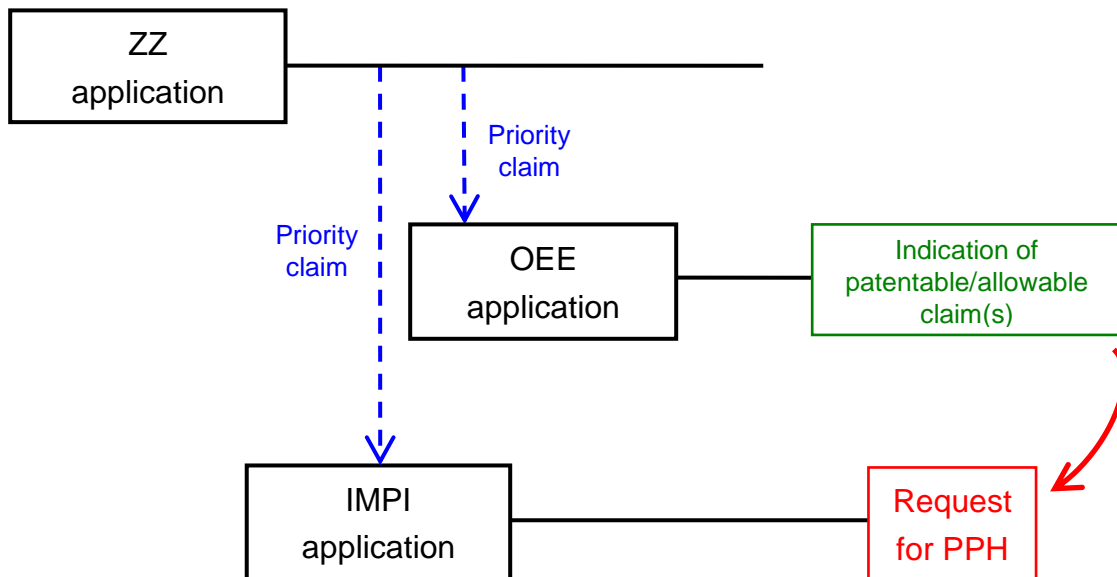 ZZ
application
Priority
claim
Priority
claim
OEE
application
Indication of
patentable/allowable
claim(s)
IMPI
application
Request
for PPH